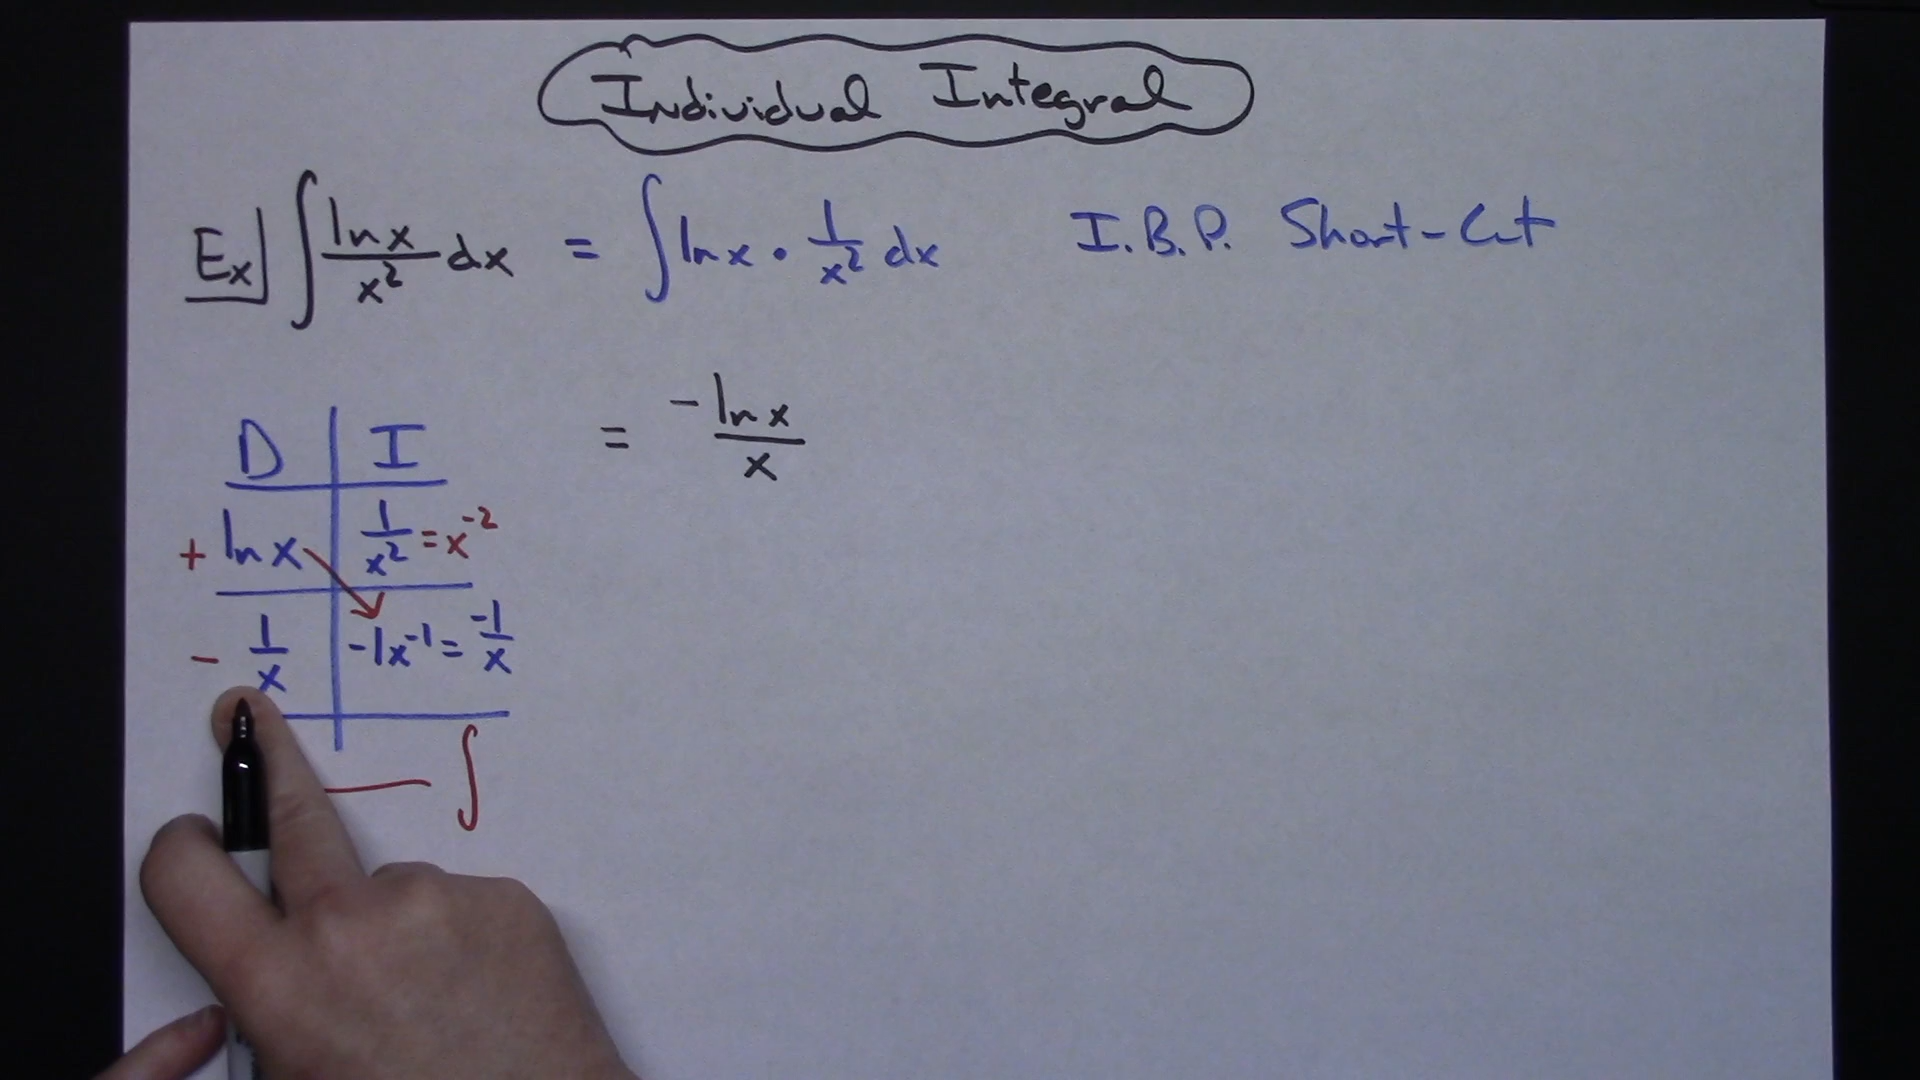 Individual Integral
Ex] ∫ ln x / x² dx = ∫ ln x • 1/x² dx I.B.P. Short-Cut
= -ln x / x
D | I
+ ln x | 1/x² = x⁻²
- 1/x | -1x⁻¹ = -1/x
∫